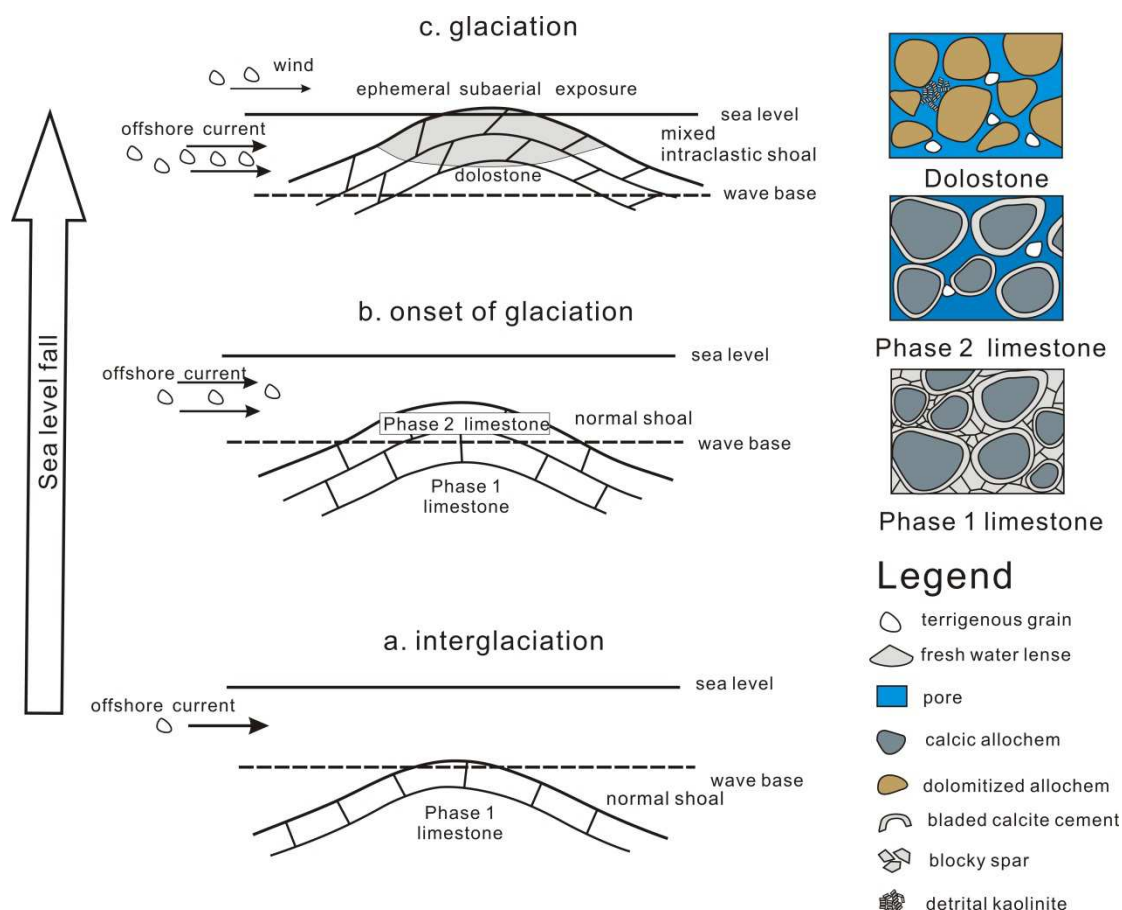 c. glaciation
wind
ephemeral subaerial exposure
sea level
offshore current
mixed
intraclastic shoal
dolostone
wave base
Dolostone
b. onset of glaciation
sea level
Phase 2 limestone
offshore current
Phase 2 limestone
normal shoal
wave base
Phase 1
limestone
Sea level fall
Phase 1 limestone
a. interglaciation
sea level
offshore current
wave base
normal shoal
Phase 1
limestone
Legend
terrigenous grain
fresh water lense
pore
calcic allochem
dolomitized allochem
bladed calcite cement
blocky spar
detrital kaolinite